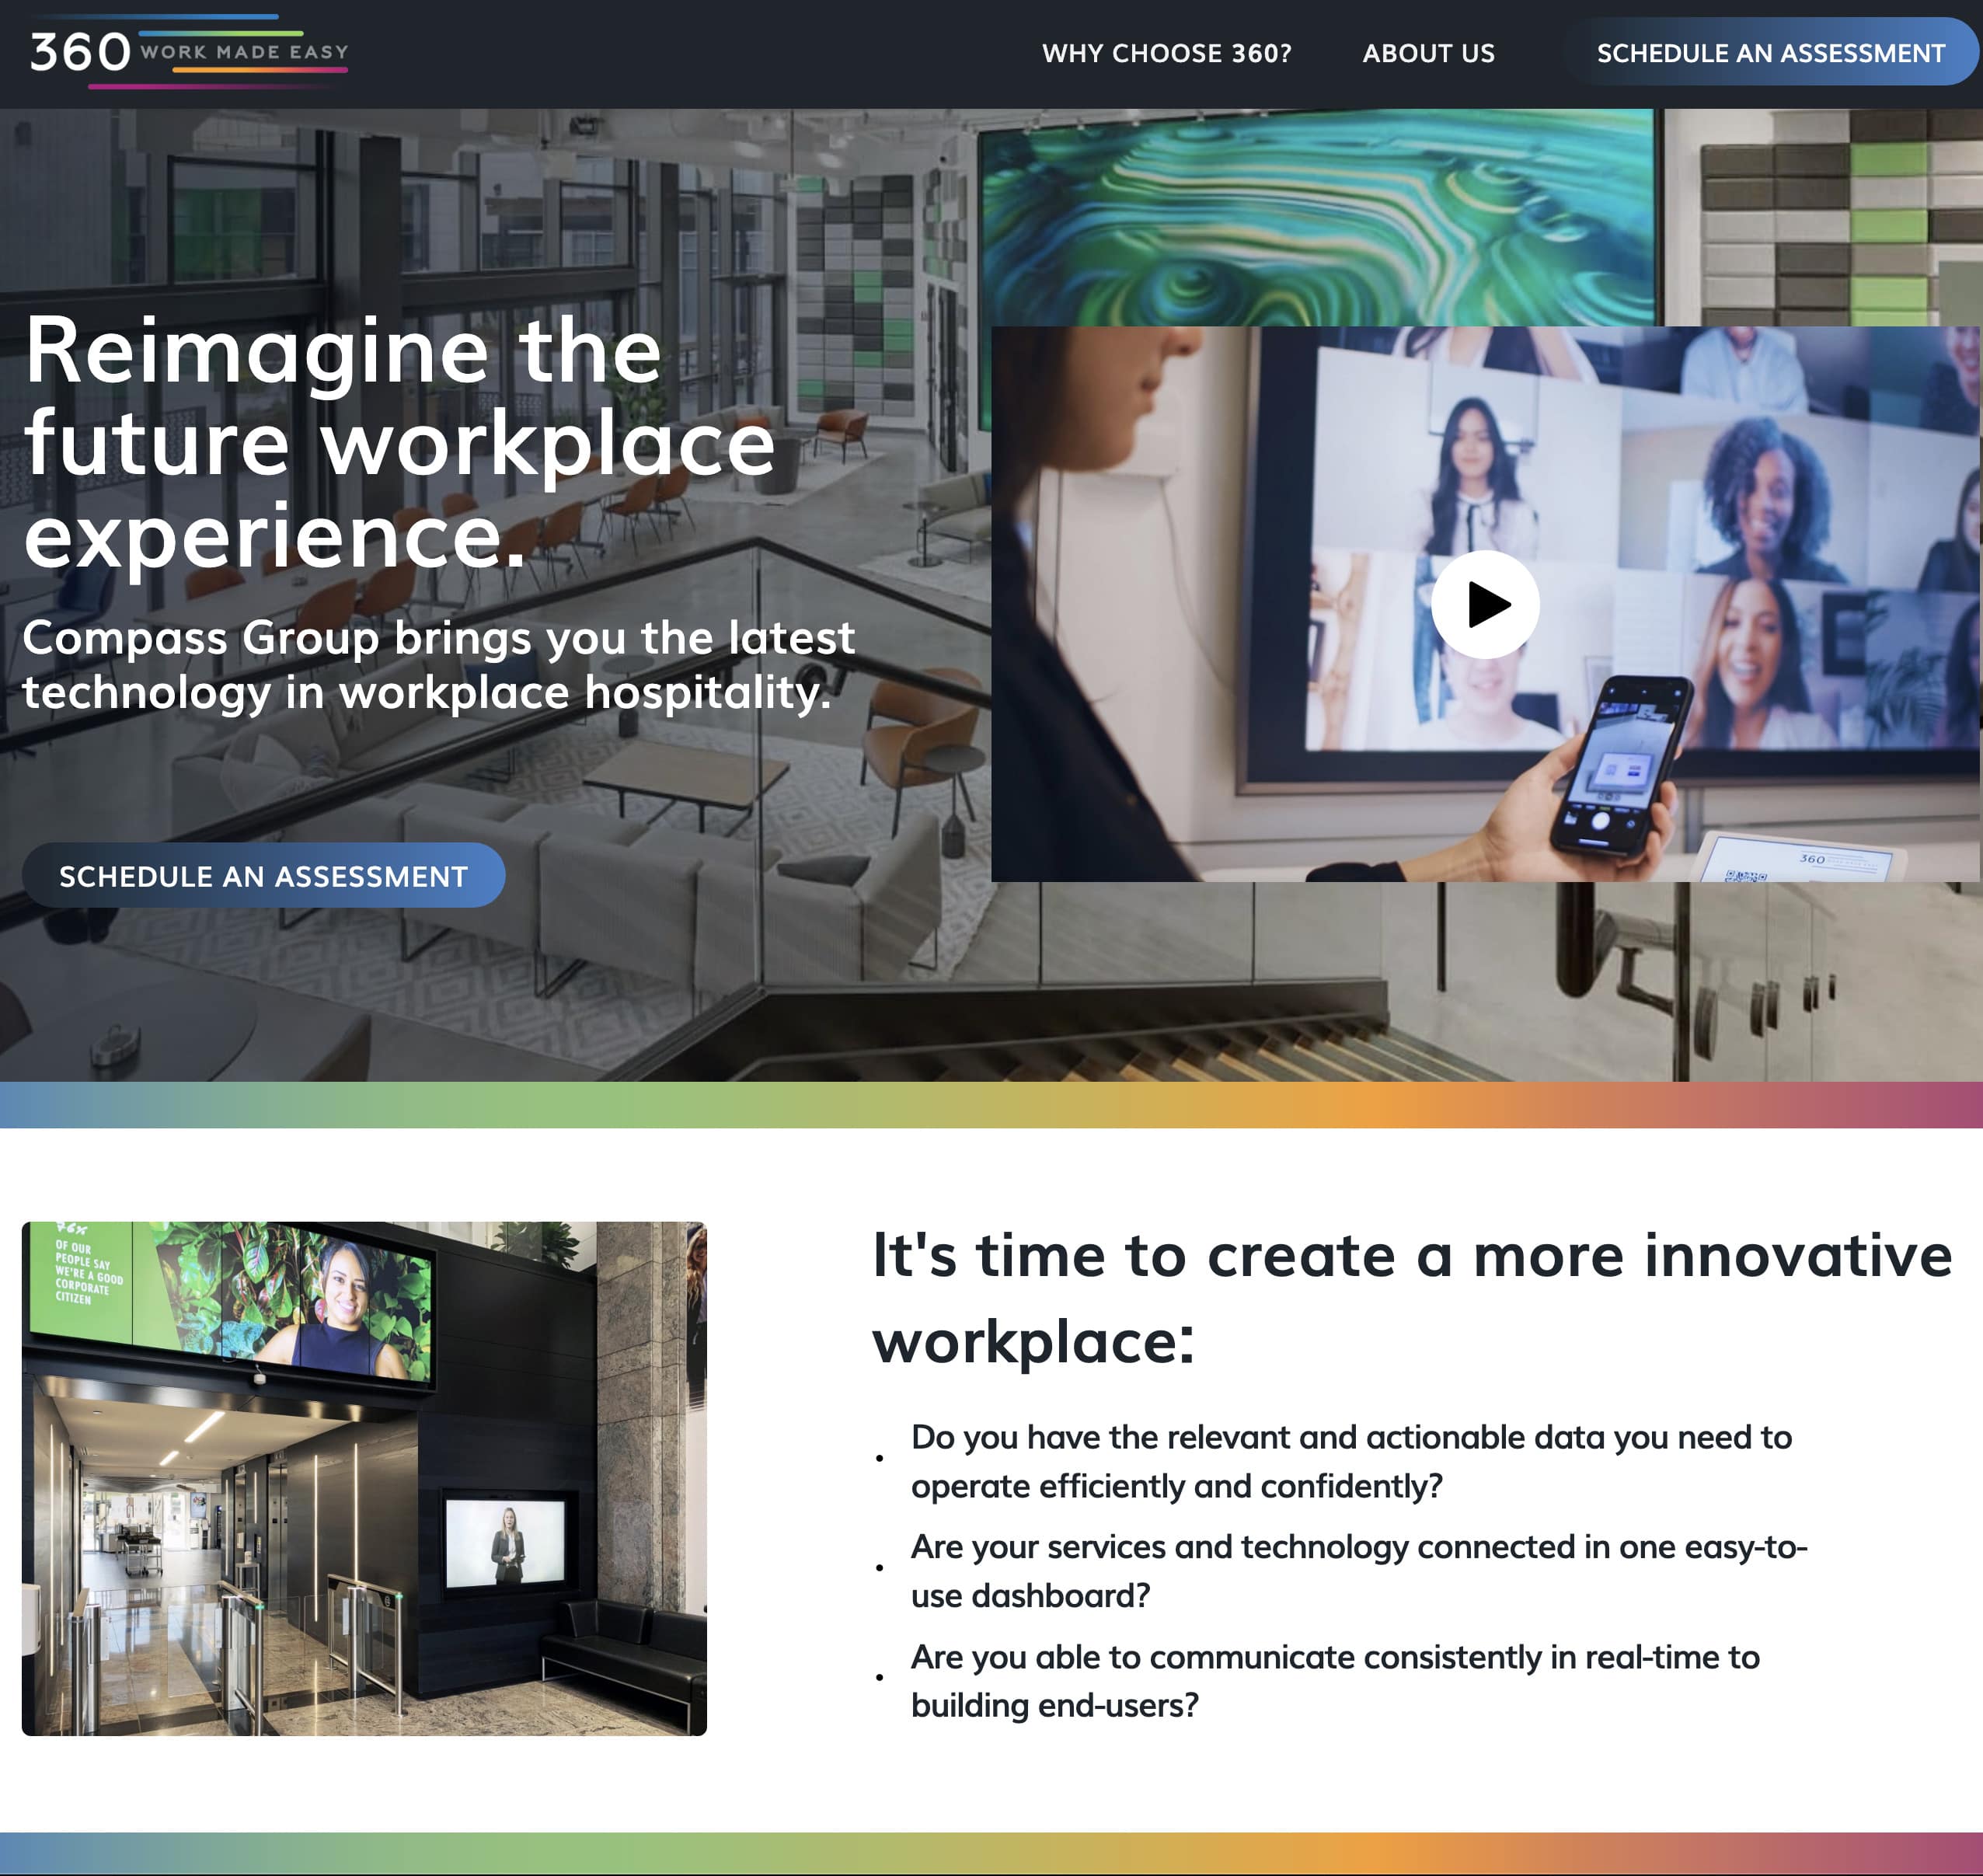 360 WORK MADE EASY
WHY CHOOSE 360?
ABOUT US
SCHEDULE AN ASSESSMENT
Reimagine the
future workplace
experience.
Compass Group brings you the latest
technology in workplace hospitality.
SCHEDULE AN ASSESSMENT
360
76%
OF OUR
PEOPLE SAY
WE'RE A GOOD
CORPORATE
CITIZEN
It's time to create a more innovative
workplace:
Do you have the relevant and actionable data you need to
operate efficiently and confidently?
Are your services and technology connected in one easy-to-
use dashboard?
Are you able to communicate consistently in real-time to
building end-users?